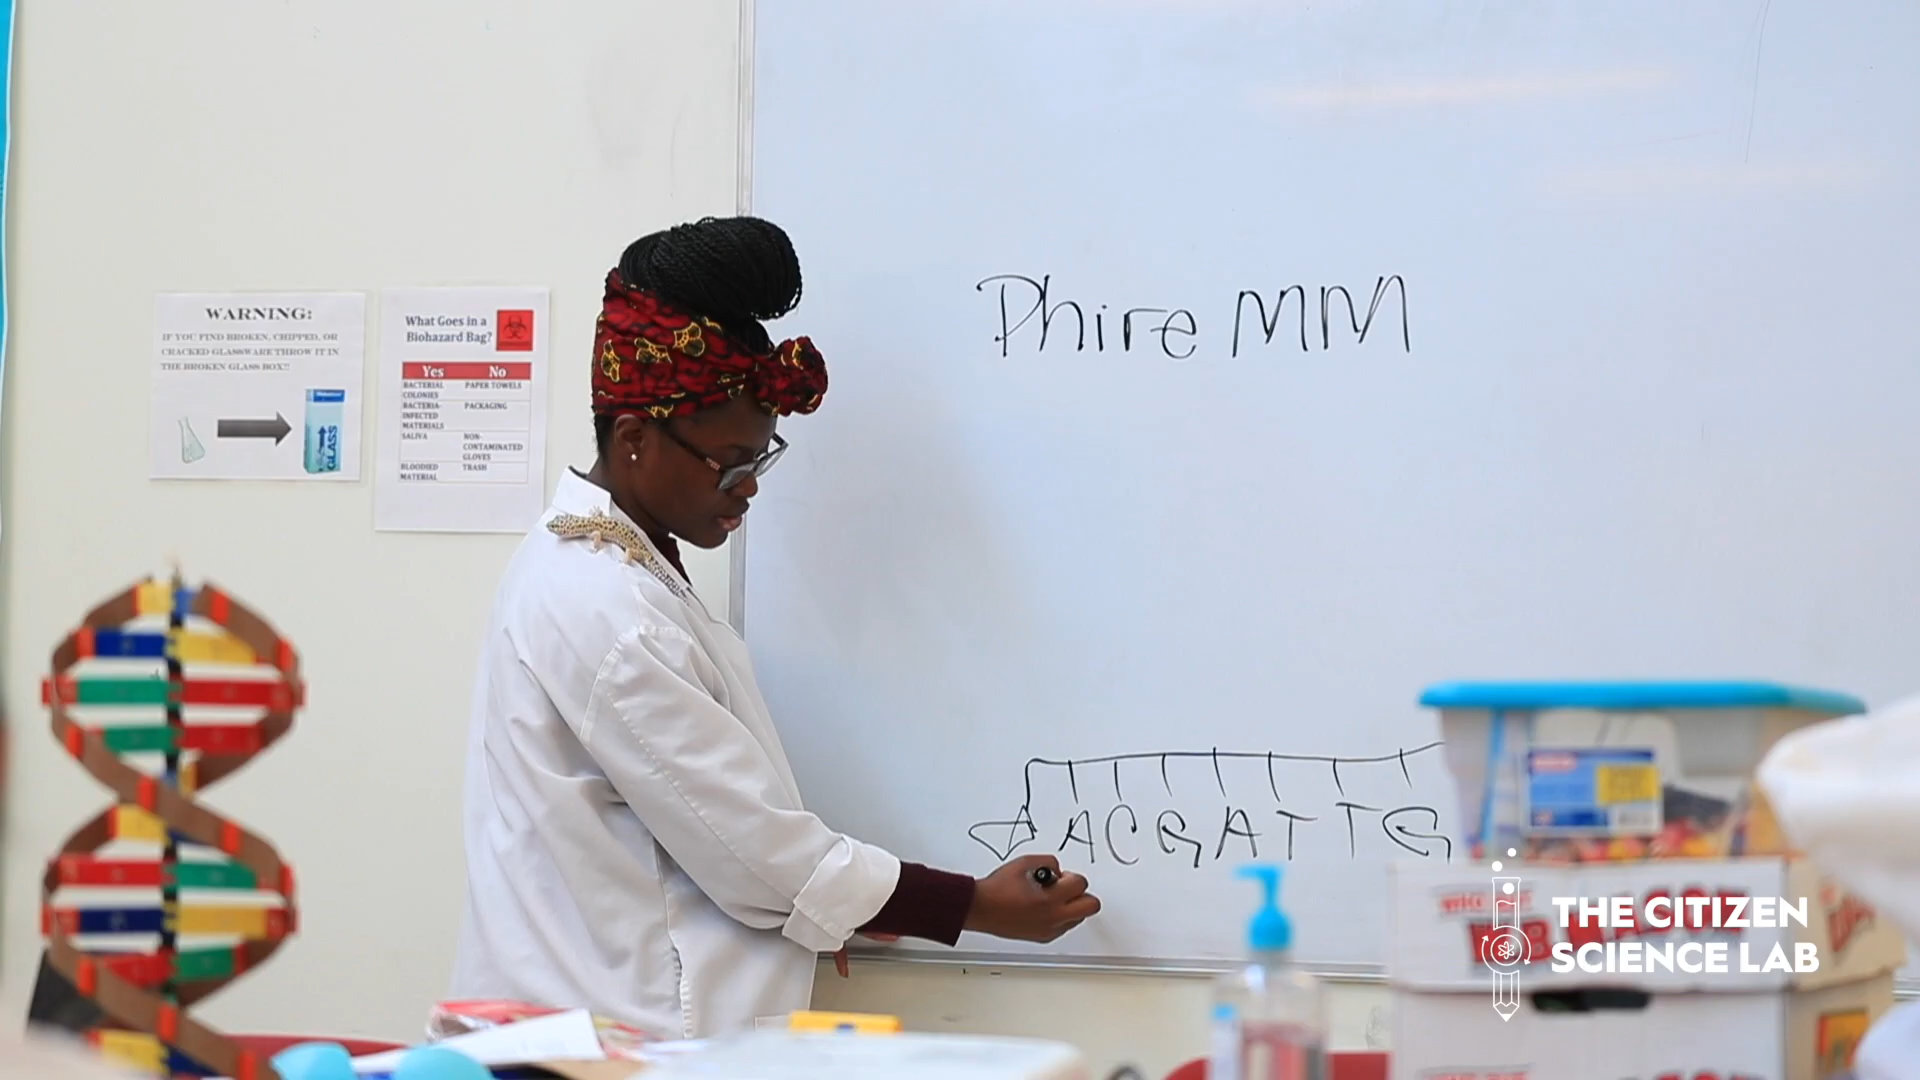 WARNING:
IF YOU FIND BROKEN, CHIPPED, OR
CRACKED GLASSWARE THROW IT IN
THE BROKEN GLASS BOX!!
GLASS
What Goes in a
Biohazard Bag?
Yes No
BACTERIAL COLONIES PAPER TOWELS
BACTERIA-INFECTED MATERIALS PACKAGING
SALIVA NON-CONTAMINATED GLOVES
BLOODIED MATERIAL TRASH
Phire MM
ACGATTG
THE CITIZEN
SCIENCE LAB